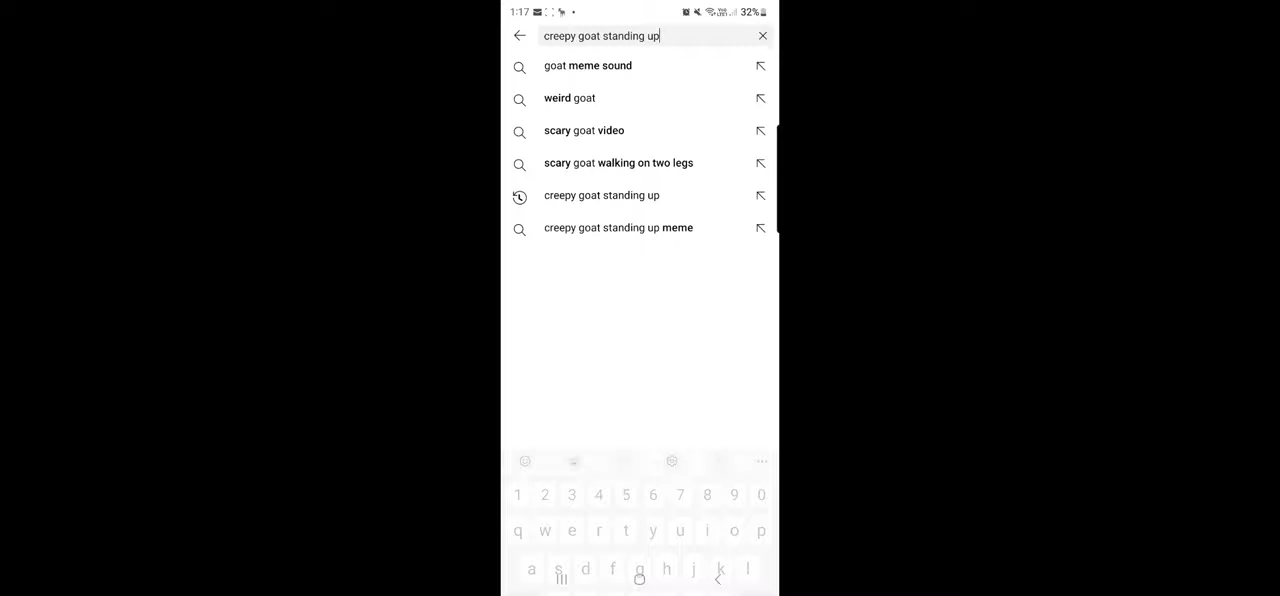 1:17 32%
creepy goat standing up
goat meme sound
weird goat
scary goat video
scary goat walking on two legs
creepy goat standing up
creepy goat standing up meme
1 2 3 4 5 6 7 8 9 0
q w e r t y u i o p
a s d f g h j k l